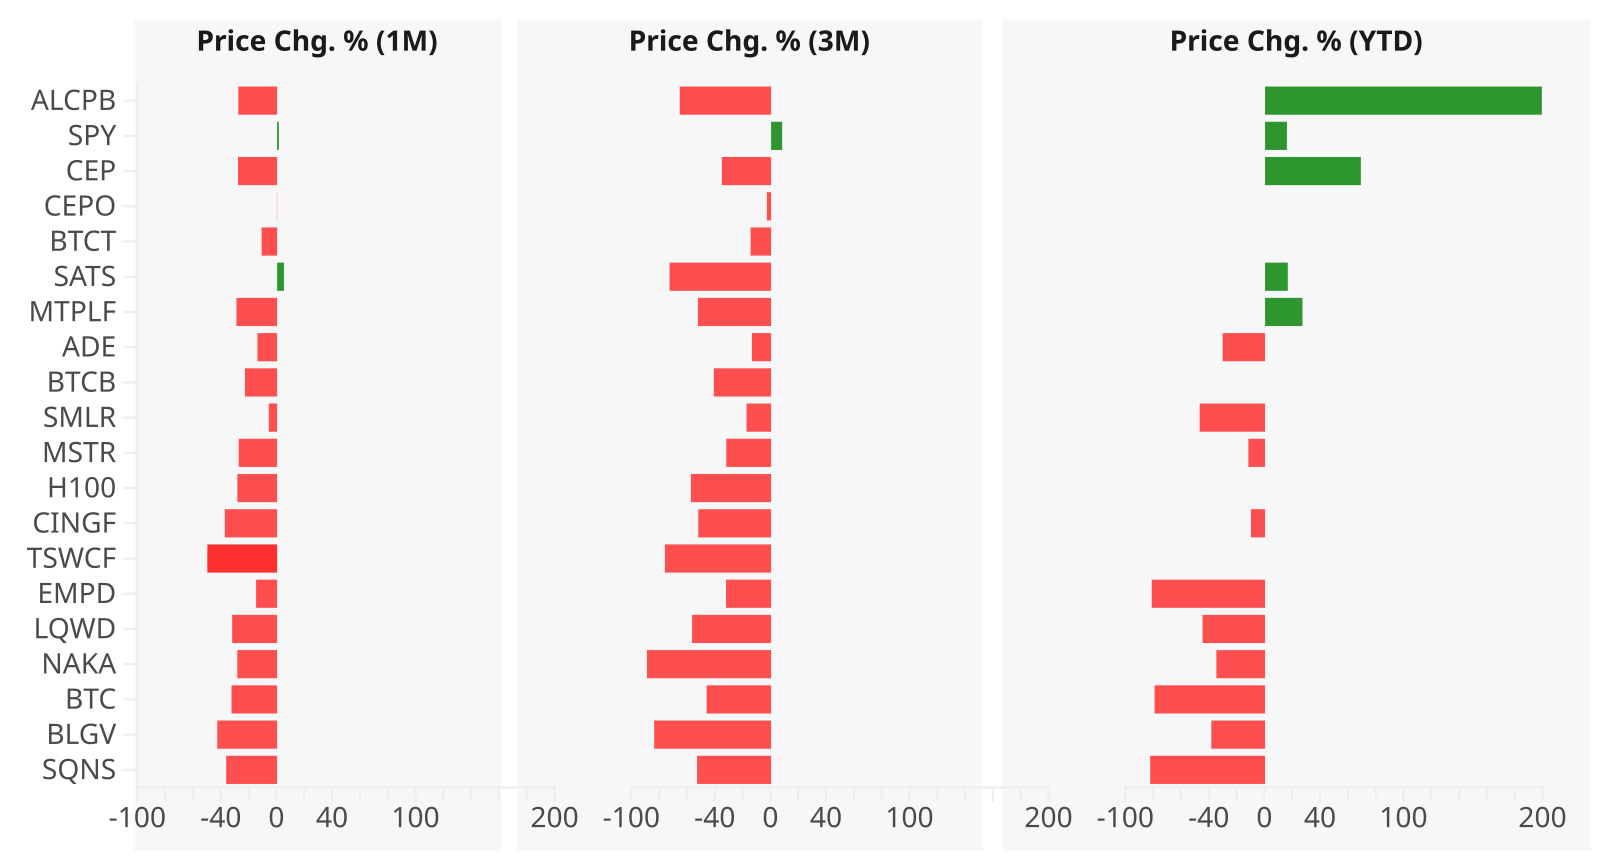 Price Chg. % (1M) Price Chg. % (3M) Price Chg. % (YTD)
ALCPB
SPY
CEP
CEPO
BTCT
SATS
MTPLF
ADE
BTCB
SMLR
MSTR
H100
CINGF
TSWCF
EMPD
LQWD
NAKA
BTC
BLGV
SQNS
-100 -40 0 40 100 200 -100 -40 0 40 100 200 -100 -40 0 40 100 200